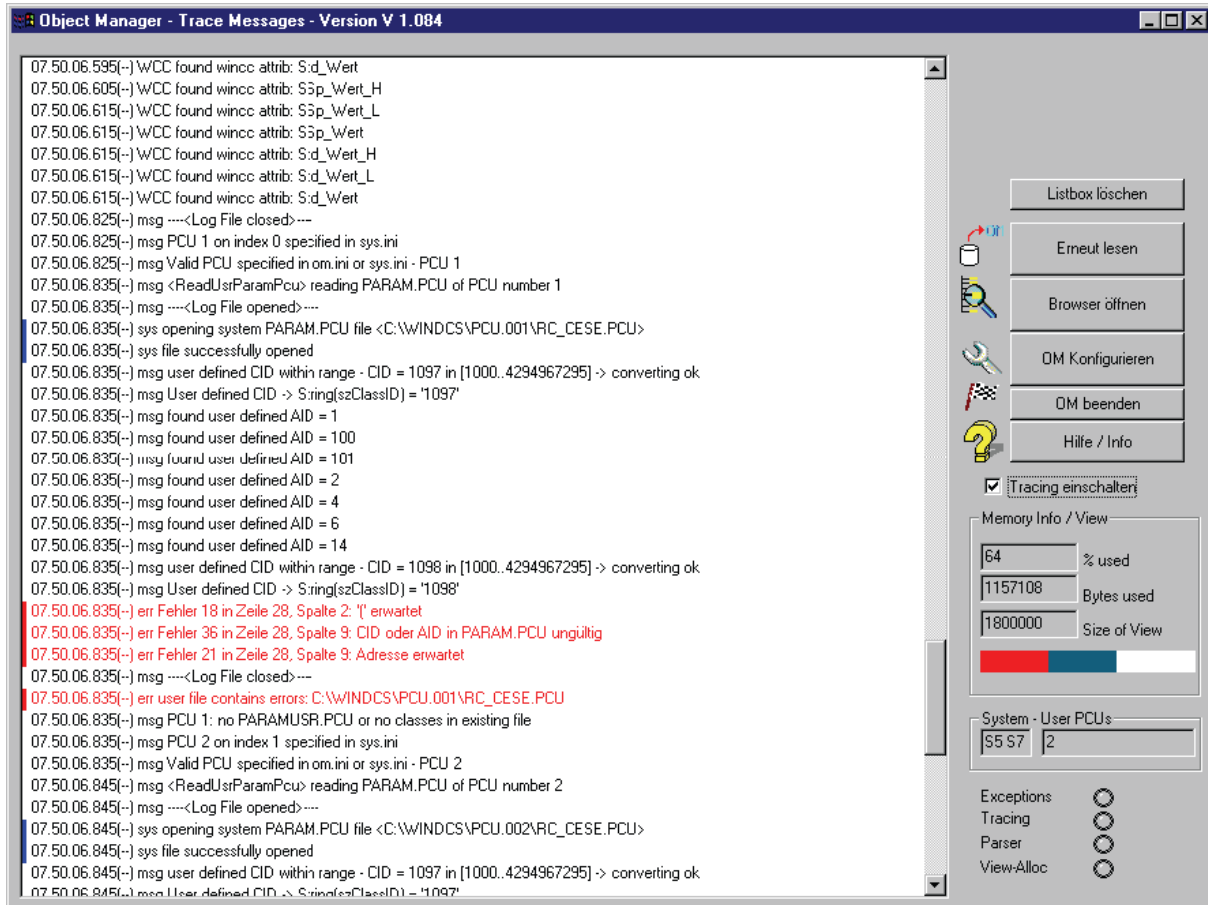 Object Manager - Trace Messages - Version V 1.084
07.50.06.595(--) WCC found wincc attrib: S:d_Wert
07.50.06.605(--) WCC found wincc attrib: SSp_Wert_H
07.50.06.615(--) WCC found wincc attrib: SSp_Wert_L
07.50.06.615(--) WCC found wincc attrib: SSp_Wert
07.50.06.615(--) WCC found wincc attrib: S:d_Wert_H
07.50.06.615(--) WCC found wincc attrib: S:d_Wert_L
07.50.06.615(--) WCC found wincc attrib: S:d_Wert
07.50.06.825(--) msg ----<Log File closed>----
07.50.06.825(--) msg PCU 1 on index 0 specified in sys.ini
07.50.06.825(--) msg Valid PCU specified in om.ini or sys.ini - PCU 1
07.50.06.835(--) msg <ReadUsrParamPcu> reading PARAM.PCU of PCU number 1
07.50.06.835(--) msg ----<Log File opened>----
07.50.06.835(--) sys opening system PARAM.PCU file <C:\WINDCS\PCU.001\RC_CESE.PCU>
07.50.06.835(--) sys file successfully opened
07.50.06.835(--) msg user defined CID within range - CID = 1097 in [1000..4294967295] -> converting ok
07.50.06.835(--) msg User defined CID -> S:ring(szClassID) = '1097'
07.50.06.835(--) msg found user defined AID = 1
07.50.06.835(--) msg found user defined AID = 100
07.50.06.835(--) msg found user defined AID = 101
07.50.06.835(--) msg found user defined AID = 2
07.50.06.835(--) msg found user defined AID = 4
07.50.06.835(--) msg found user defined AID = 6
07.50.06.835(--) msg found user defined AID = 14
07.50.06.835(--) msg user defined CID within range - CID = 1098 in [1000..4294967295] -> converting ok
07.50.06.835(--) msg User defined CID -> S:ring(szClassID) = '1098'
07.50.06.835(--) err Fehler 18 in Zeile 28, Spalte 2: '(' erwartet
07.50.06.835(--) err Fehler 36 in Zeile 28, Spalte 9: CID oder AID in PARAM.PCU ungültig
07.50.06.835(--) err Fehler 21 in Zeile 28, Spalte 9: Adresse erwartet
07.50.06.835(--) msg ----<Log File closed>----
07.50.06.835(--) err user file contains errors: C:\WINDCS\PCU.001\RC_CESE.PCU
07.50.06.835(--) msg PCU 1: no PARAMUSR.PCU or no classes in existing file
07.50.06.835(--) msg PCU 2 on index 1 specified in sys.ini
07.50.06.835(--) msg Valid PCU specified in om.ini or sys.ini - PCU 2
07.50.06.845(--) msg <ReadUsrParamPcu> reading PARAM.PCU of PCU number 2
07.50.06.845(--) msg ----<Log File opened>----
07.50.06.845(--) sys opening system PARAM.PCU file <C:\WINDCS\PCU.002\RC_CESE.PCU>
07.50.06.845(--) sys file successfully opened
07.50.06.845(--) msg user defined CID within range - CID = 1097 in [1000..4294967295] -> converting ok
07.50.06.845(--) msg User defined CID -> S:ring(szClassID) = '1097'
Listbox löschen
Erneut lesen
Browser öffnen
OM Konfigurieren
OM beenden
Hilfe / Info
Tracing einschalten
Memory Info / View
64 % used
1157108 Bytes used
1800000 Size of View
System - User PCUs
S5 S7 2
Exceptions
Tracing
Parser
View-Alloc